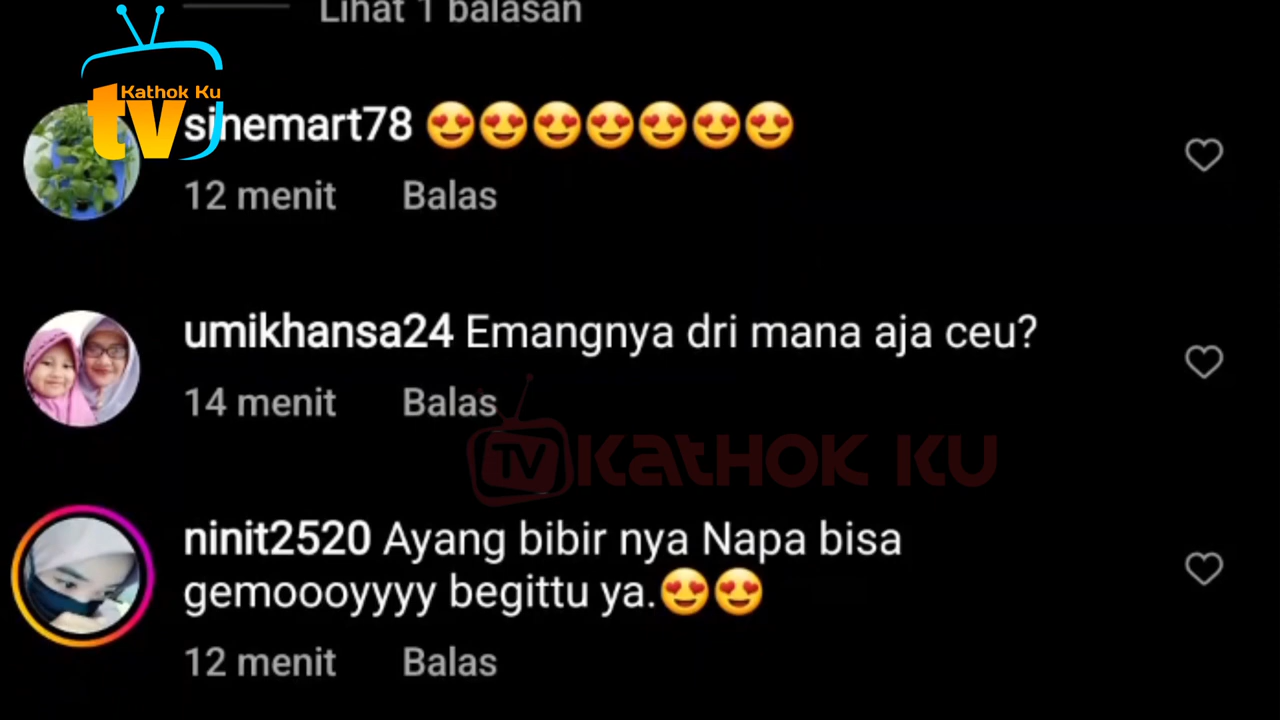 Lihat 1 balasan
Kathok Ku
tv
sinemart78 😍😍😍😍😍😍😍
12 menit Balas
umikhansa24 Emangnya dri mana aja ceu?
14 menit Balas
TV KATHOK KU
ninit2520 Ayang bibir nya Napa bisa
gemoooyyyy begittu ya.😍😍
12 menit Balas